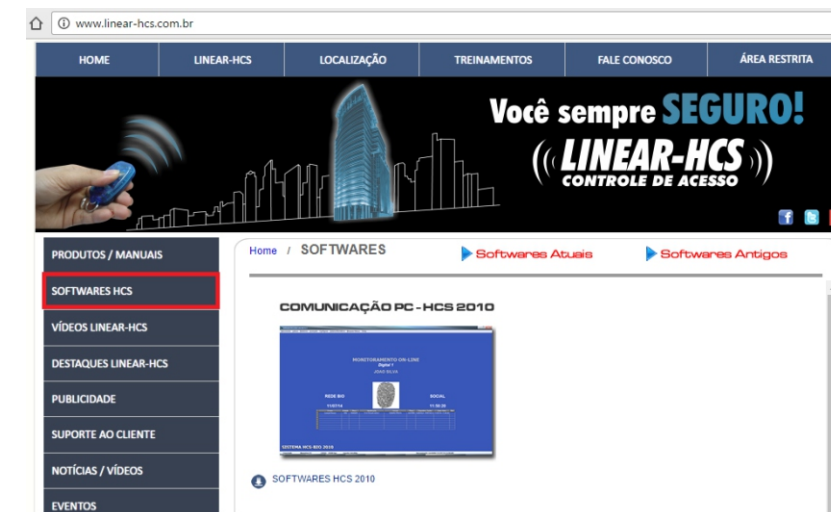 www.linear-hcs.com.br
HOME
LINEAR-HCS
LOCALIZAÇÃO
TREINAMENTOS
FALE CONOSCO
ÁREA RESTRITA
Você sempre SEGURO!
LINEAR-HCS
CONTROLE DE ACESSO
PRODUTOS / MANUAIS
SOFTWARES HCS
VÍDEOS LINEAR-HCS
DESTAQUES LINEAR-HCS
PUBLICIDADE
SUPORTE AO CLIENTE
NOTÍCIAS / VÍDEOS
EVENTOS
Home / SOFTWARES
Softwares Atuais
Softwares Antigos
COMUNICAÇÃO PC - HCS 2010
MONITORAMENTO ON-LINE
SOCIAL
SOFTWARES HCS 2010